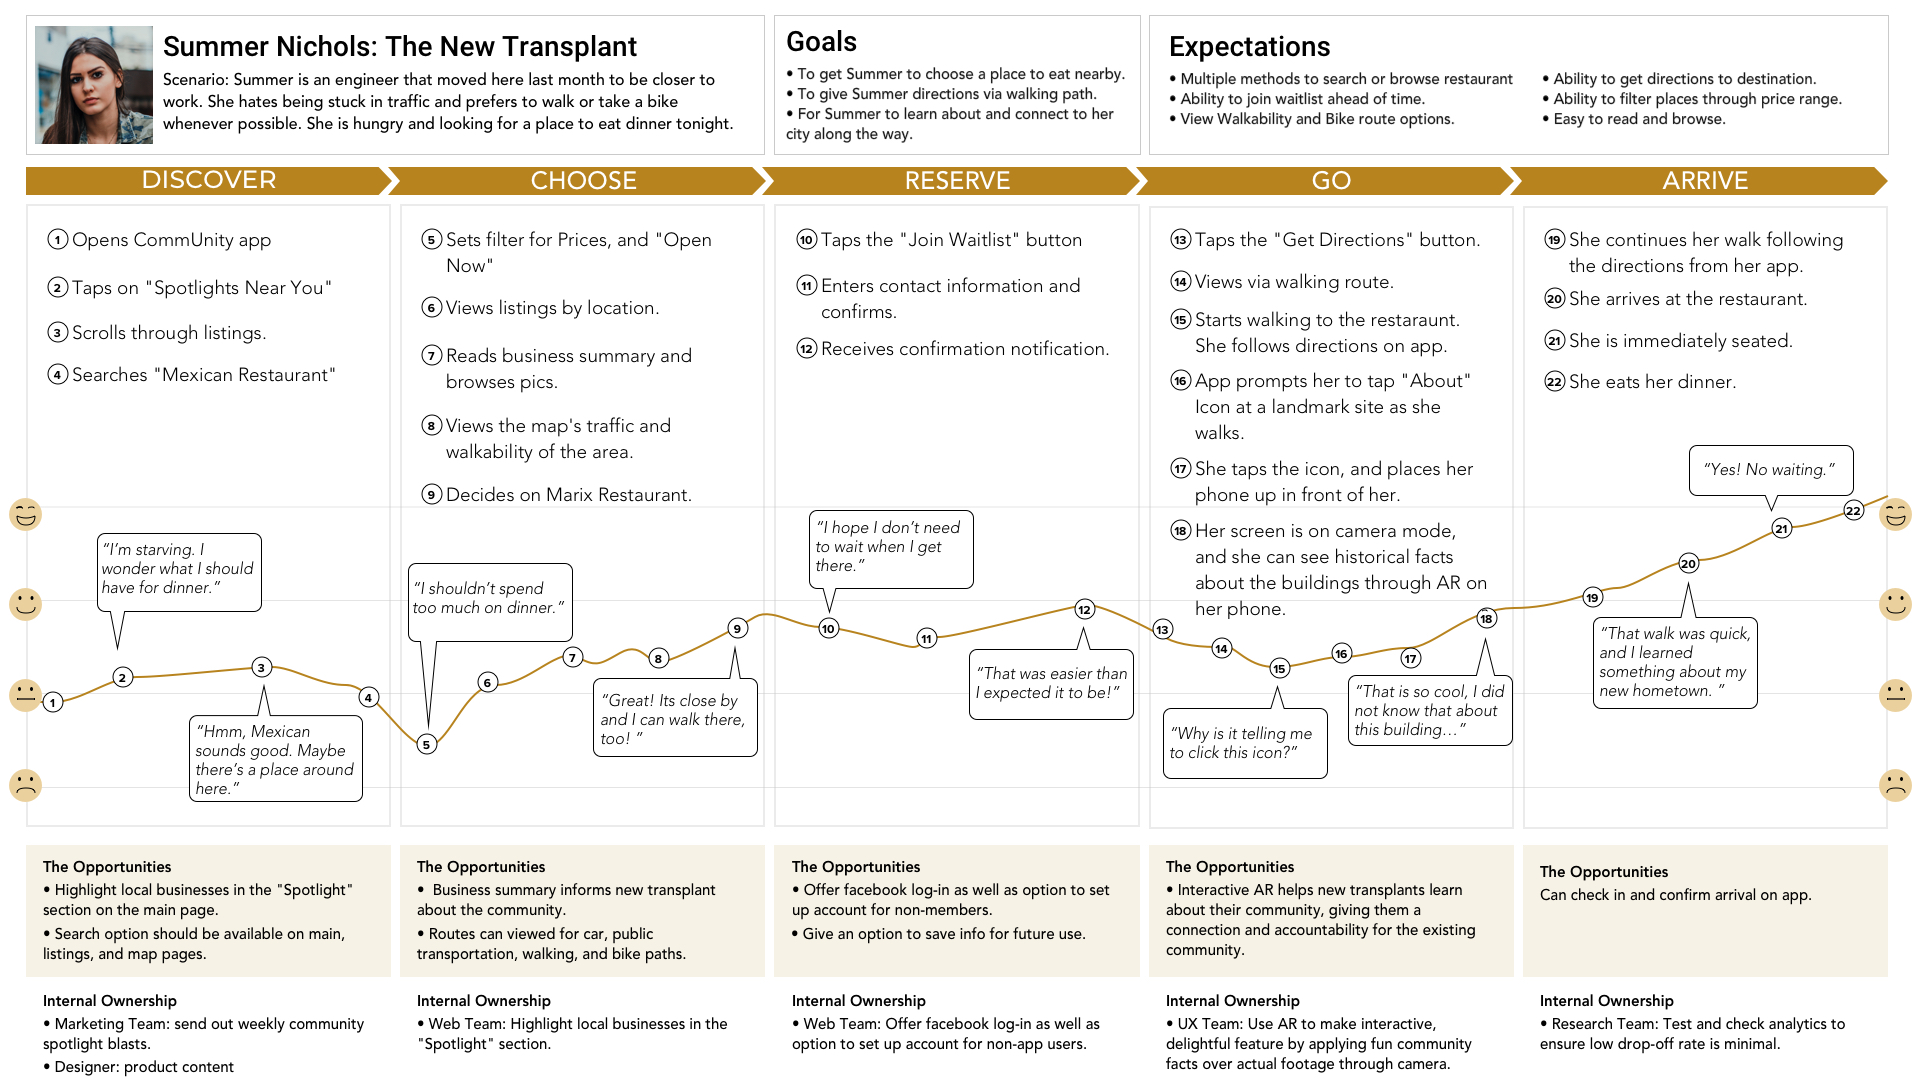 Summer Nichols: The New Transplant
Scenario: Summer is an engineer that moved here last month to be closer to
work. She hates being stuck in traffic and prefers to walk or take a bike
whenever possible. She is hungry and looking for a place to eat dinner tonight.
Goals
• To get Summer to choose a place to eat nearby.
• To give Summer directions via walking path.
• For Summer to learn about and connect to her
city along the way.
Expectations
• Multiple methods to search or browse restaurant
• Ability to join waitlist ahead of time.
• View Walkability and Bike route options.
• Ability to get directions to destination.
• Ability to filter places through price range.
• Easy to read and browse.
DISCOVER
CHOOSE
RESERVE
GO
ARRIVE
1 Opens CommUnity app
2 Taps on "Spotlights Near You"
3 Scrolls through listings.
4 Searches "Mexican Restaurant"
5 Sets filter for Prices, and "Open
Now"
6 Views listings by location.
7 Reads business summary and
browses pics.
8 Views the map's traffic and
walkability of the area.
9 Decides on Marix Restaurant.
10 Taps the "Join Waitlist" button
11 Enters contact information and
confirms.
12 Receives confirmation notification.
13 Taps the "Get Directions" button.
14 Views via walking route.
15 Starts walking to the restaraunt.
She follows directions on app.
16 App prompts her to tap "About"
Icon at a landmark site as she
walks.
17 She taps the icon, and places her
phone up in front of her.
18 Her screen is on camera mode,
and she can see historical facts
about the buildings through AR on
her phone.
19 She continues her walk following
the directions from her app.
20 She arrives at the restaurant.
21 She is immediately seated.
22 She eats her dinner.
“I’m starving. I
wonder what I should
have for dinner.”
1
2
3
4
“Hmm, Mexican
sounds good. Maybe
there’s a place around
here.”
“I shouldn’t spend
too much on dinner.”
5
6
7
8
9
“Great! Its close by
and I can walk there,
too! ”
“I hope I don’t need
to wait when I get
there.”
10
11
12
“That was easier than
I expected it to be!”
13
14
15
16
17
18
“Why is it telling me
to click this icon?”
“That is so cool, I did
not know that about
this building…”
“Yes! No waiting.”
19
20
21
22
“That walk was quick,
and I learned
something about my
new hometown. ”
The Opportunities
• Highlight local businesses in the "Spotlight"
section on the main page.
• Search option should be available on main,
listings, and map pages.
The Opportunities
• Business summary informs new transplant
about the community.
• Routes can viewed for car, public
transportation, walking, and bike paths.
The Opportunities
• Offer facebook log-in as well as option to set
up account for non-members.
• Give an option to save info for future use.
The Opportunities
• Interactive AR helps new transplants learn
about their community, giving them a
connection and accountability for the existing
community.
The Opportunities
Can check in and confirm arrival on app.
Internal Ownership
• Marketing Team: send out weekly community
spotlight blasts.
• Designer: product content
Internal Ownership
• Web Team: Highlight local businesses in the
"Spotlight" section.
Internal Ownership
• Web Team: Offer facebook log-in as well as
option to set up account for non-app users.
Internal Ownership
• UX Team: Use AR to make interactive,
delightful feature by applying fun community
facts over actual footage through camera.
Internal Ownership
• Research Team: Test and check analytics to
ensure low drop-off rate is minimal.